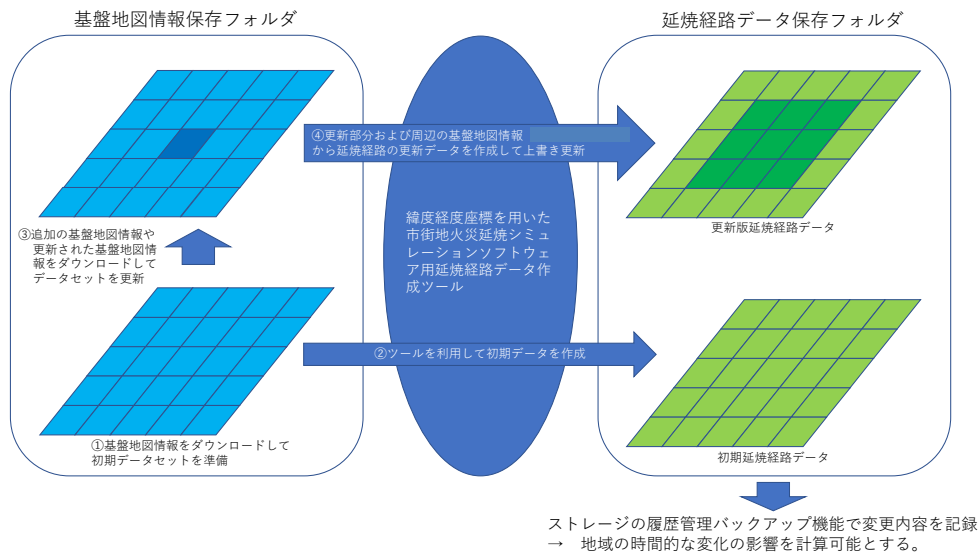 基盤地図情報保存フォルダ
延焼経路データ保存フォルダ
④更新部分および周辺の基盤地図情報
から延焼経路の更新データを作成して上書き更新
緯度経度座標を用いた
市街地火災延焼シミュ
レーションソフトウェ
ア用延焼経路データ作
成ツール
更新版延焼経路データ
③追加の基盤地図情報や
更新された基盤地図情
報をダウンロードして
データセットを更新
②ツールを利用して初期データを作成
①基盤地図情報をダウンロードして
初期データセットを準備
初期延焼経路データ
ストレージの履歴管理バックアップ機能で変更内容を記録
→　地域の時間的な変化の影響を計算可能とする。